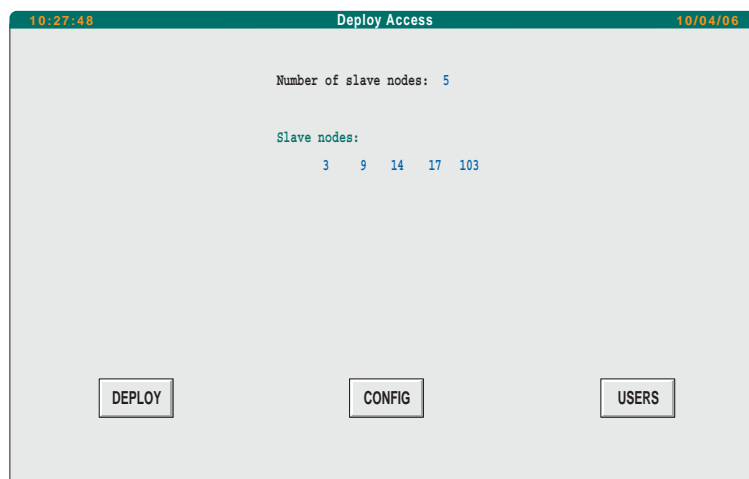 10:27:48 Deploy Access 10/04/06
Number of slave nodes: 5
Slave nodes:
3 9 14 17 103
DEPLOY CONFIG USERS